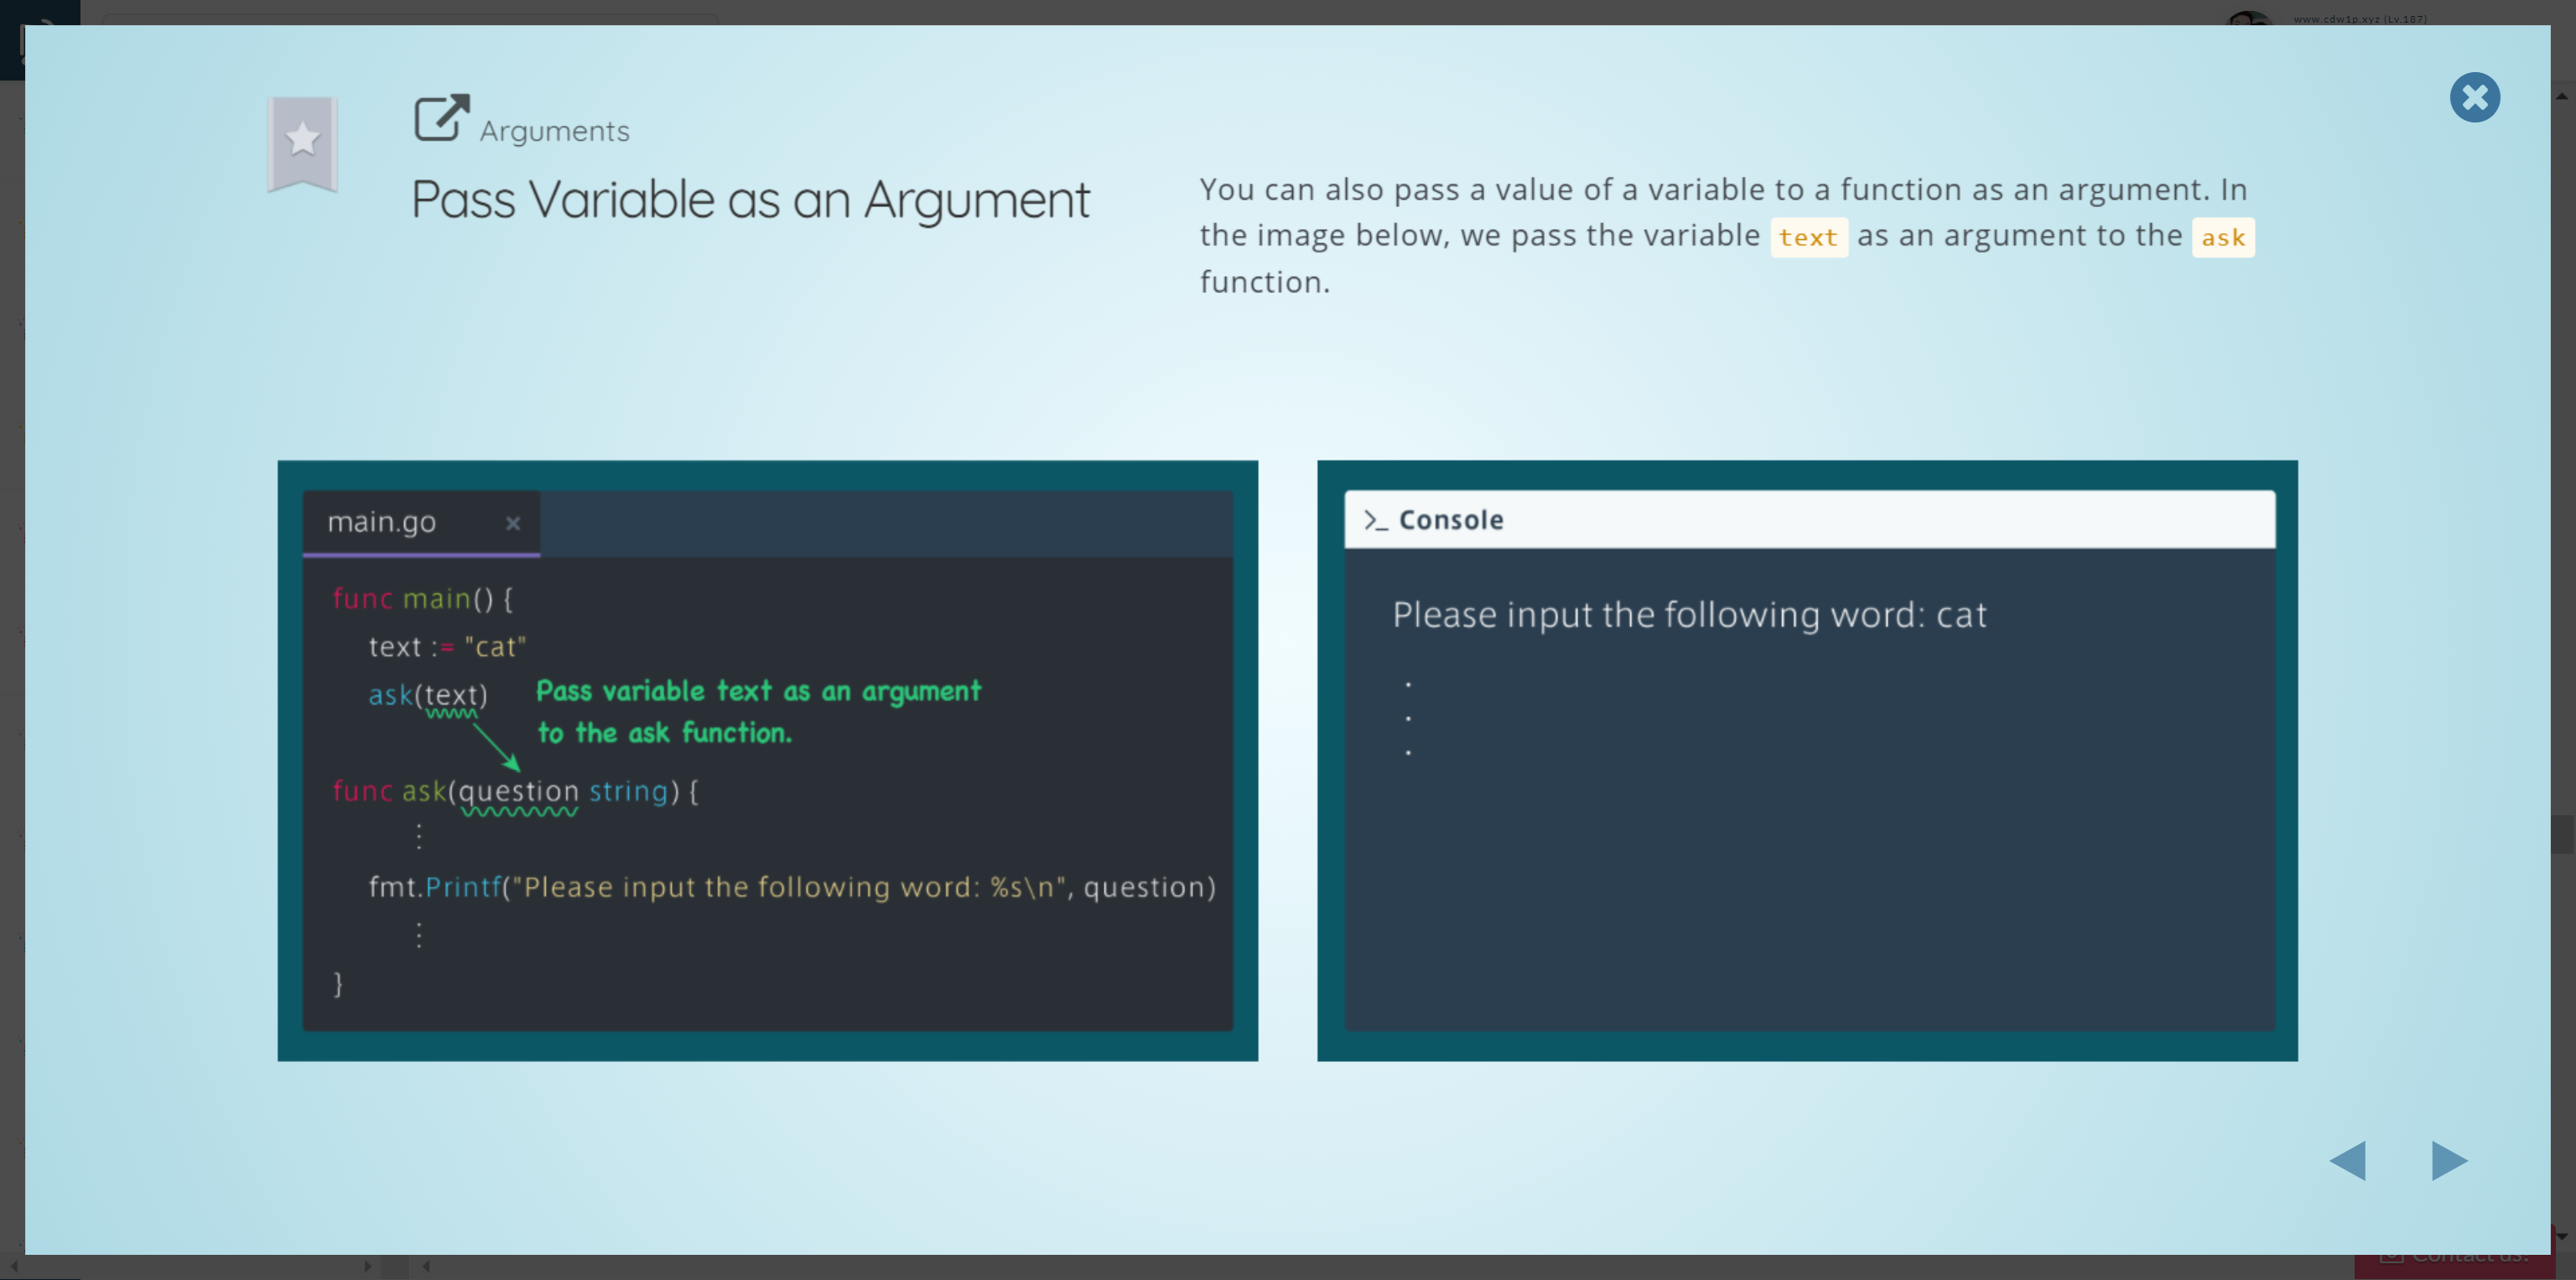 www.cdw1p.xyz (Lv.187)
Arguments
Pass Variable as an Argument
You can also pass a value of a variable to a function as an argument. In
the image below, we pass the variable text as an argument to the ask
function.
main.go
func main() {
text := "cat"
ask(text)
Pass variable text as an argument
to the ask function.
func ask(question string) {
⋮
fmt.Printf("Please input the following word: %s\n", question)
⋮
}
>_ Console
Please input the following word: cat
.
.
.
Contact us!